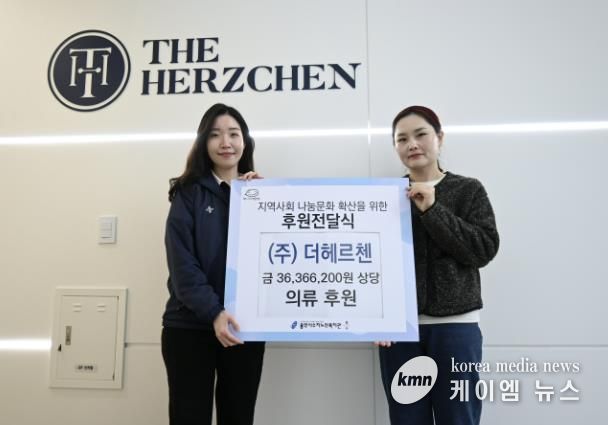 THE
HERZCHEN
지역사회 나눔문화 확산을 위한
후원전달식
(주) 더헤르첸
금 36,366,200원 상당
의류 후원
kmn
korea media news
케이엠 뉴스